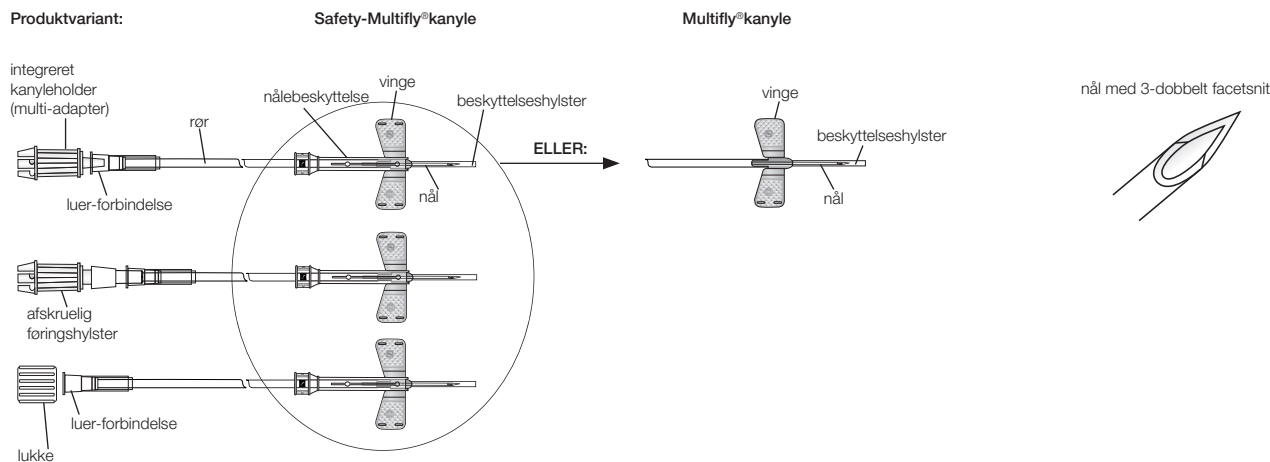 Produktvariant:
Safety-Multifly®kanyle
Multifly®kanyle
integreret
kanyleholder
(multi-adapter)
rør
luer-forbindelse
nålebeskyttelse
vinge
beskyttelseshylster
nål
ELLER:
vinge
beskyttelseshylster
nål
nål med 3-dobbelt facetsnit
afskruelig
føringshylster
luer-forbindelse
lukke